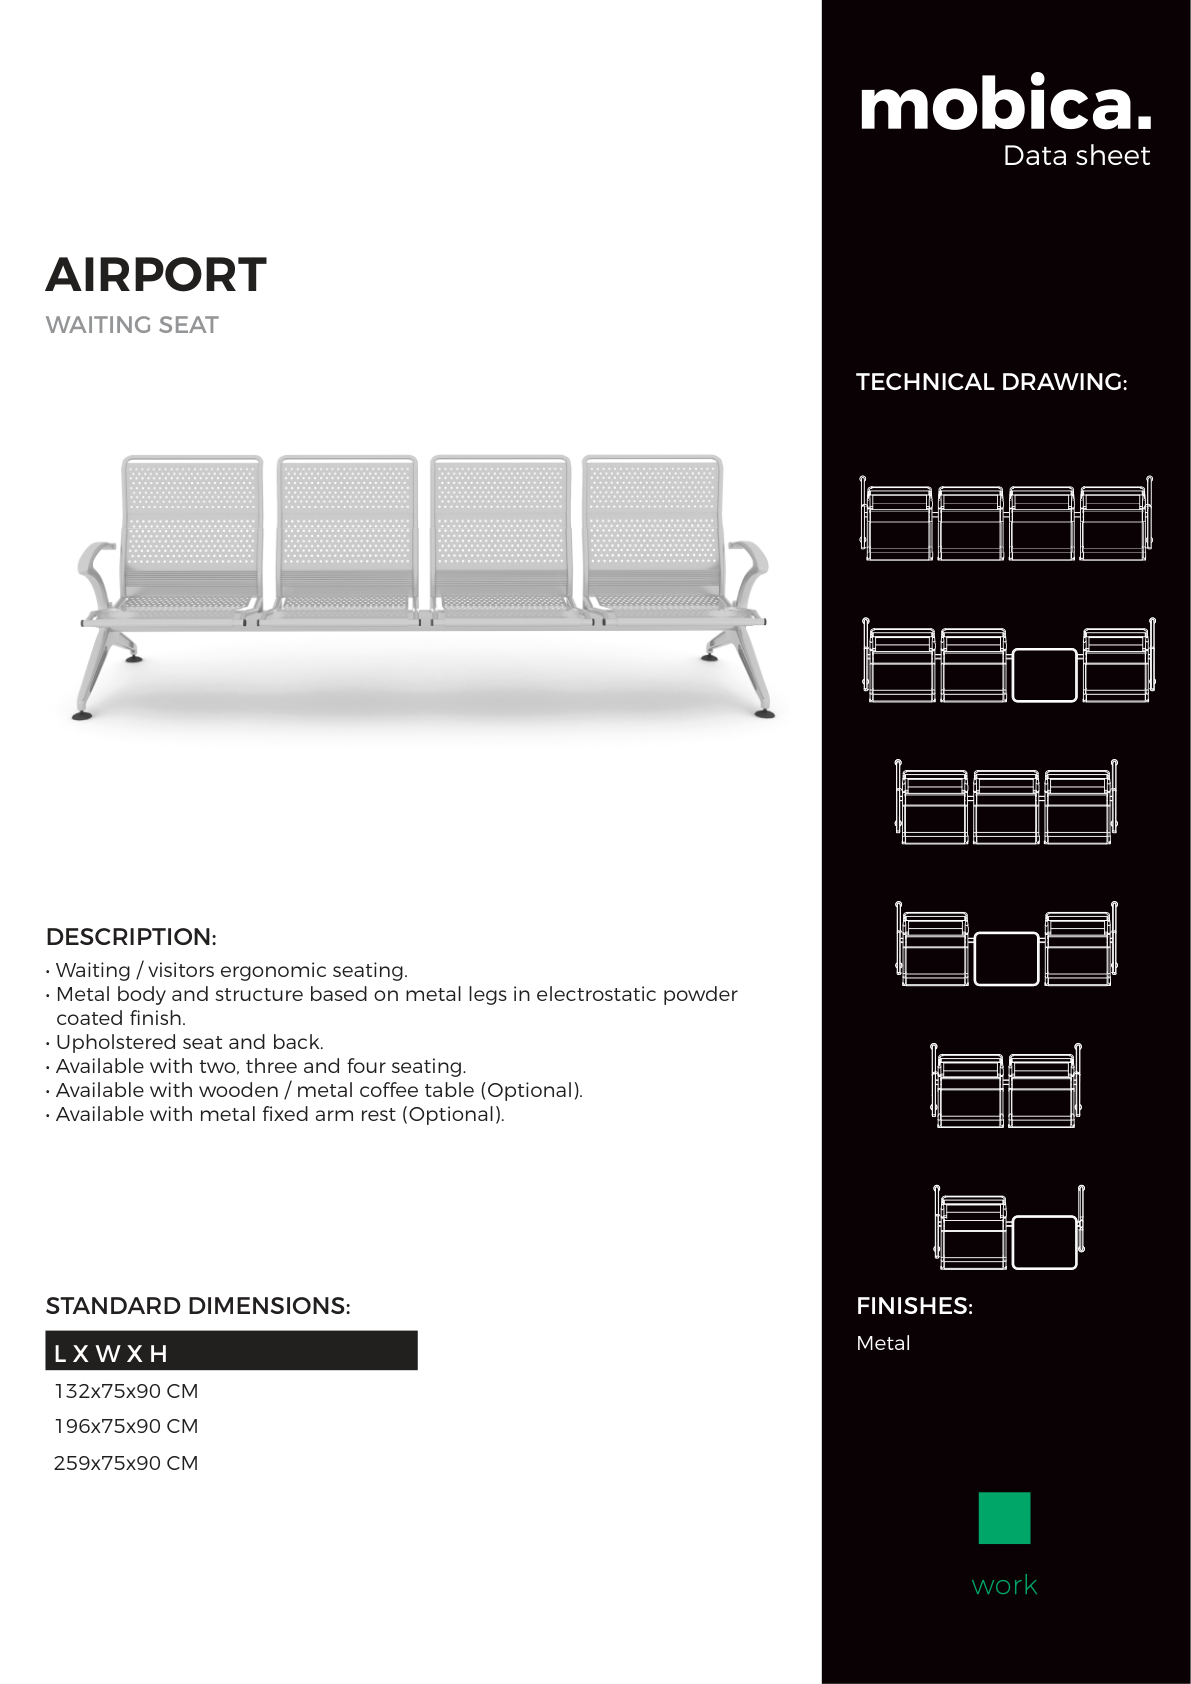 mobica.
Data sheet
AIRPORT
WAITING SEAT
TECHNICAL DRAWING:
DESCRIPTION:
• Waiting / visitors ergonomic seating.
• Metal body and structure based on metal legs in electrostatic powder
coated finish.
• Upholstered seat and back.
• Available with two, three and four seating.
• Available with wooden / metal coffee table (Optional).
• Available with metal fixed arm rest (Optional).
STANDARD DIMENSIONS:
L X W X H
132x75x90 CM
196x75x90 CM
259x75x90 CM
FINISHES:
Metal
work